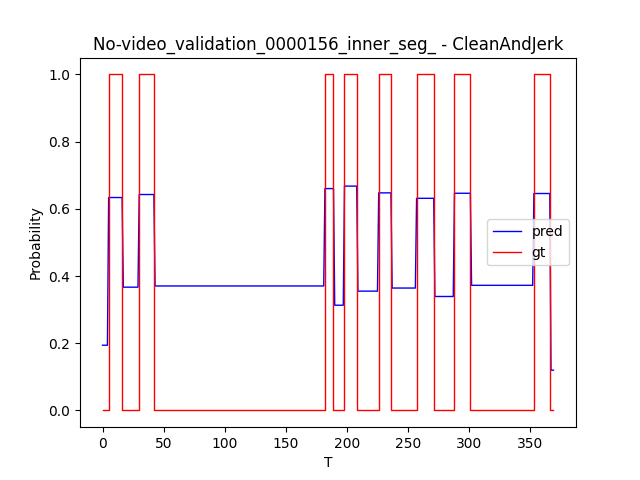 No-video_validation_0000156_inner_seg_ - CleanAndJerk
1.0
0.8
0.6
0.4
0.2
0.0
Probability
pred
gt
0 50 100 150 200 250 300 350
T